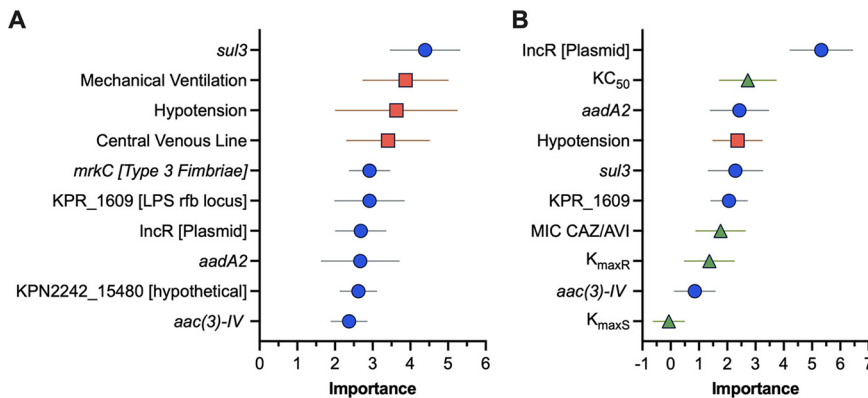 A
sul3
Mechanical Ventilation
Hypotension
Central Venous Line
mrkC [Type 3 Fimbriae]
KPR_1609 [LPS rfb locus]
IncR [Plasmid]
aadA2
KPN2242_15480 [hypothetical]
aac(3)-IV
0 1 2 3 4 5 6
Importance
B
IncR [Plasmid]
KC50
aadA2
Hypotension
sul3
KPR_1609
MIC CAZ/AVI
KmaxR
aac(3)-IV
KmaxS
-1 0 1 2 3 4 5 6 7
Importance